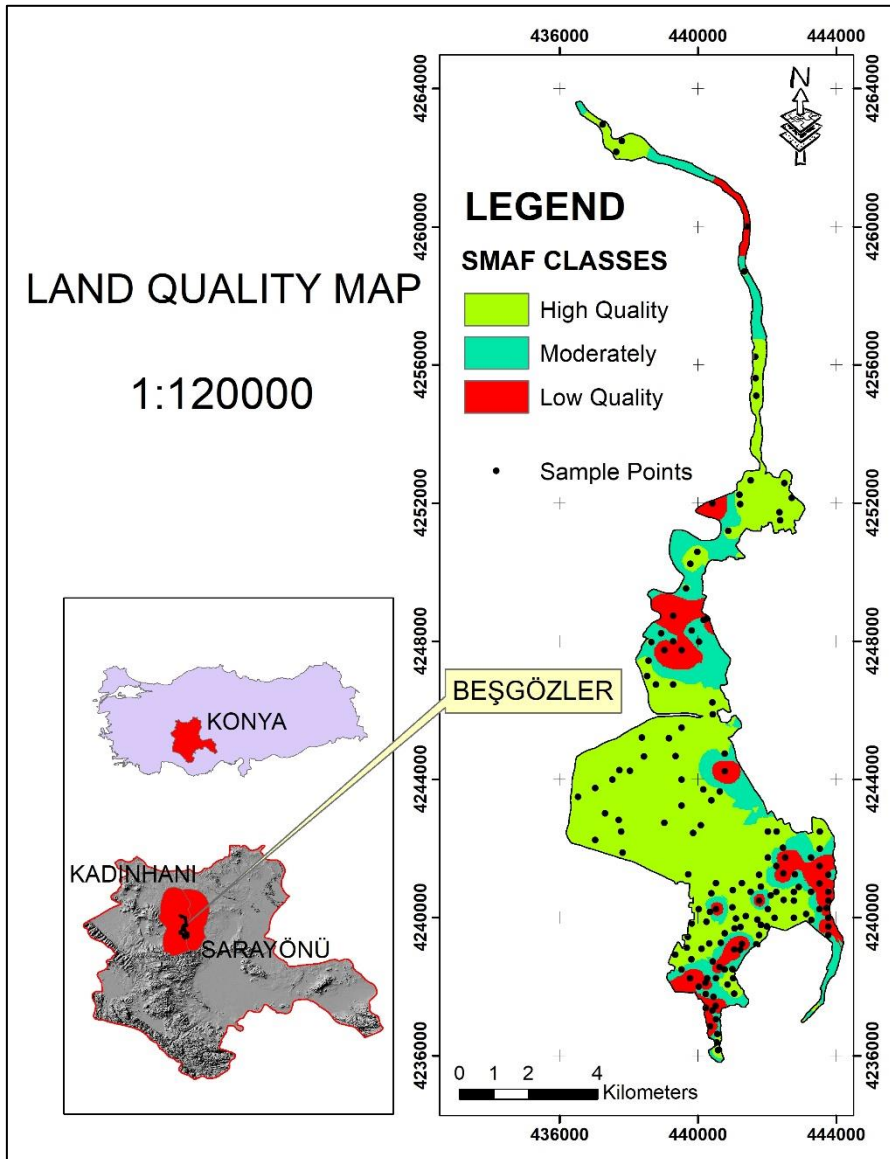 LAND QUALITY MAP
1:120000
436000
440000
444000
4264000
4260000
4256000
4252000
4248000
4244000
4240000
4236000
N
LEGEND
SMAF CLASSES
High Quality
Moderately
Low Quality
Sample Points
BEŞGÖZLER
KONYA
KADINHANI
SARAYÖNÜ
0 1 2 4
Kilometers
4264000
4260000
4256000
4252000
4248000
4244000
4240000
4236000
436000
440000
444000